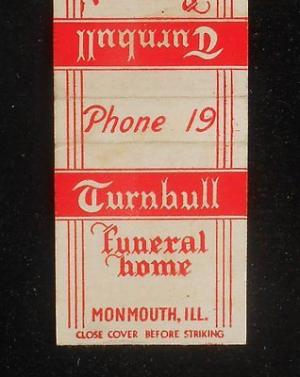 Turnbull
Phone 19
Turnbull
Funeral
home
MONMOUTH, ILL.
CLOSE COVER BEFORE STRIKING